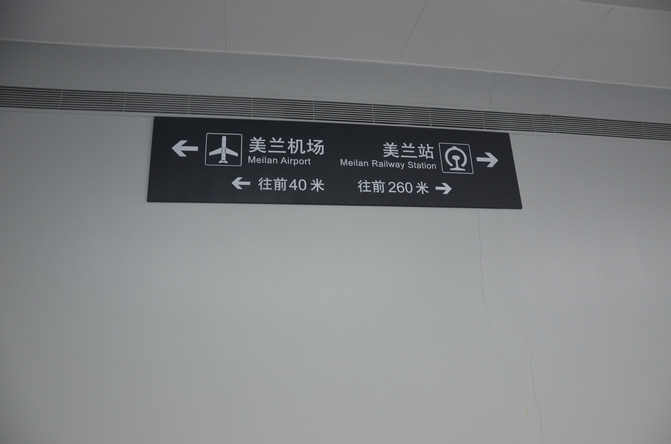 美兰机场
Meilan Airport
往前40米
美兰站
Meilan Railway Station
往前260米